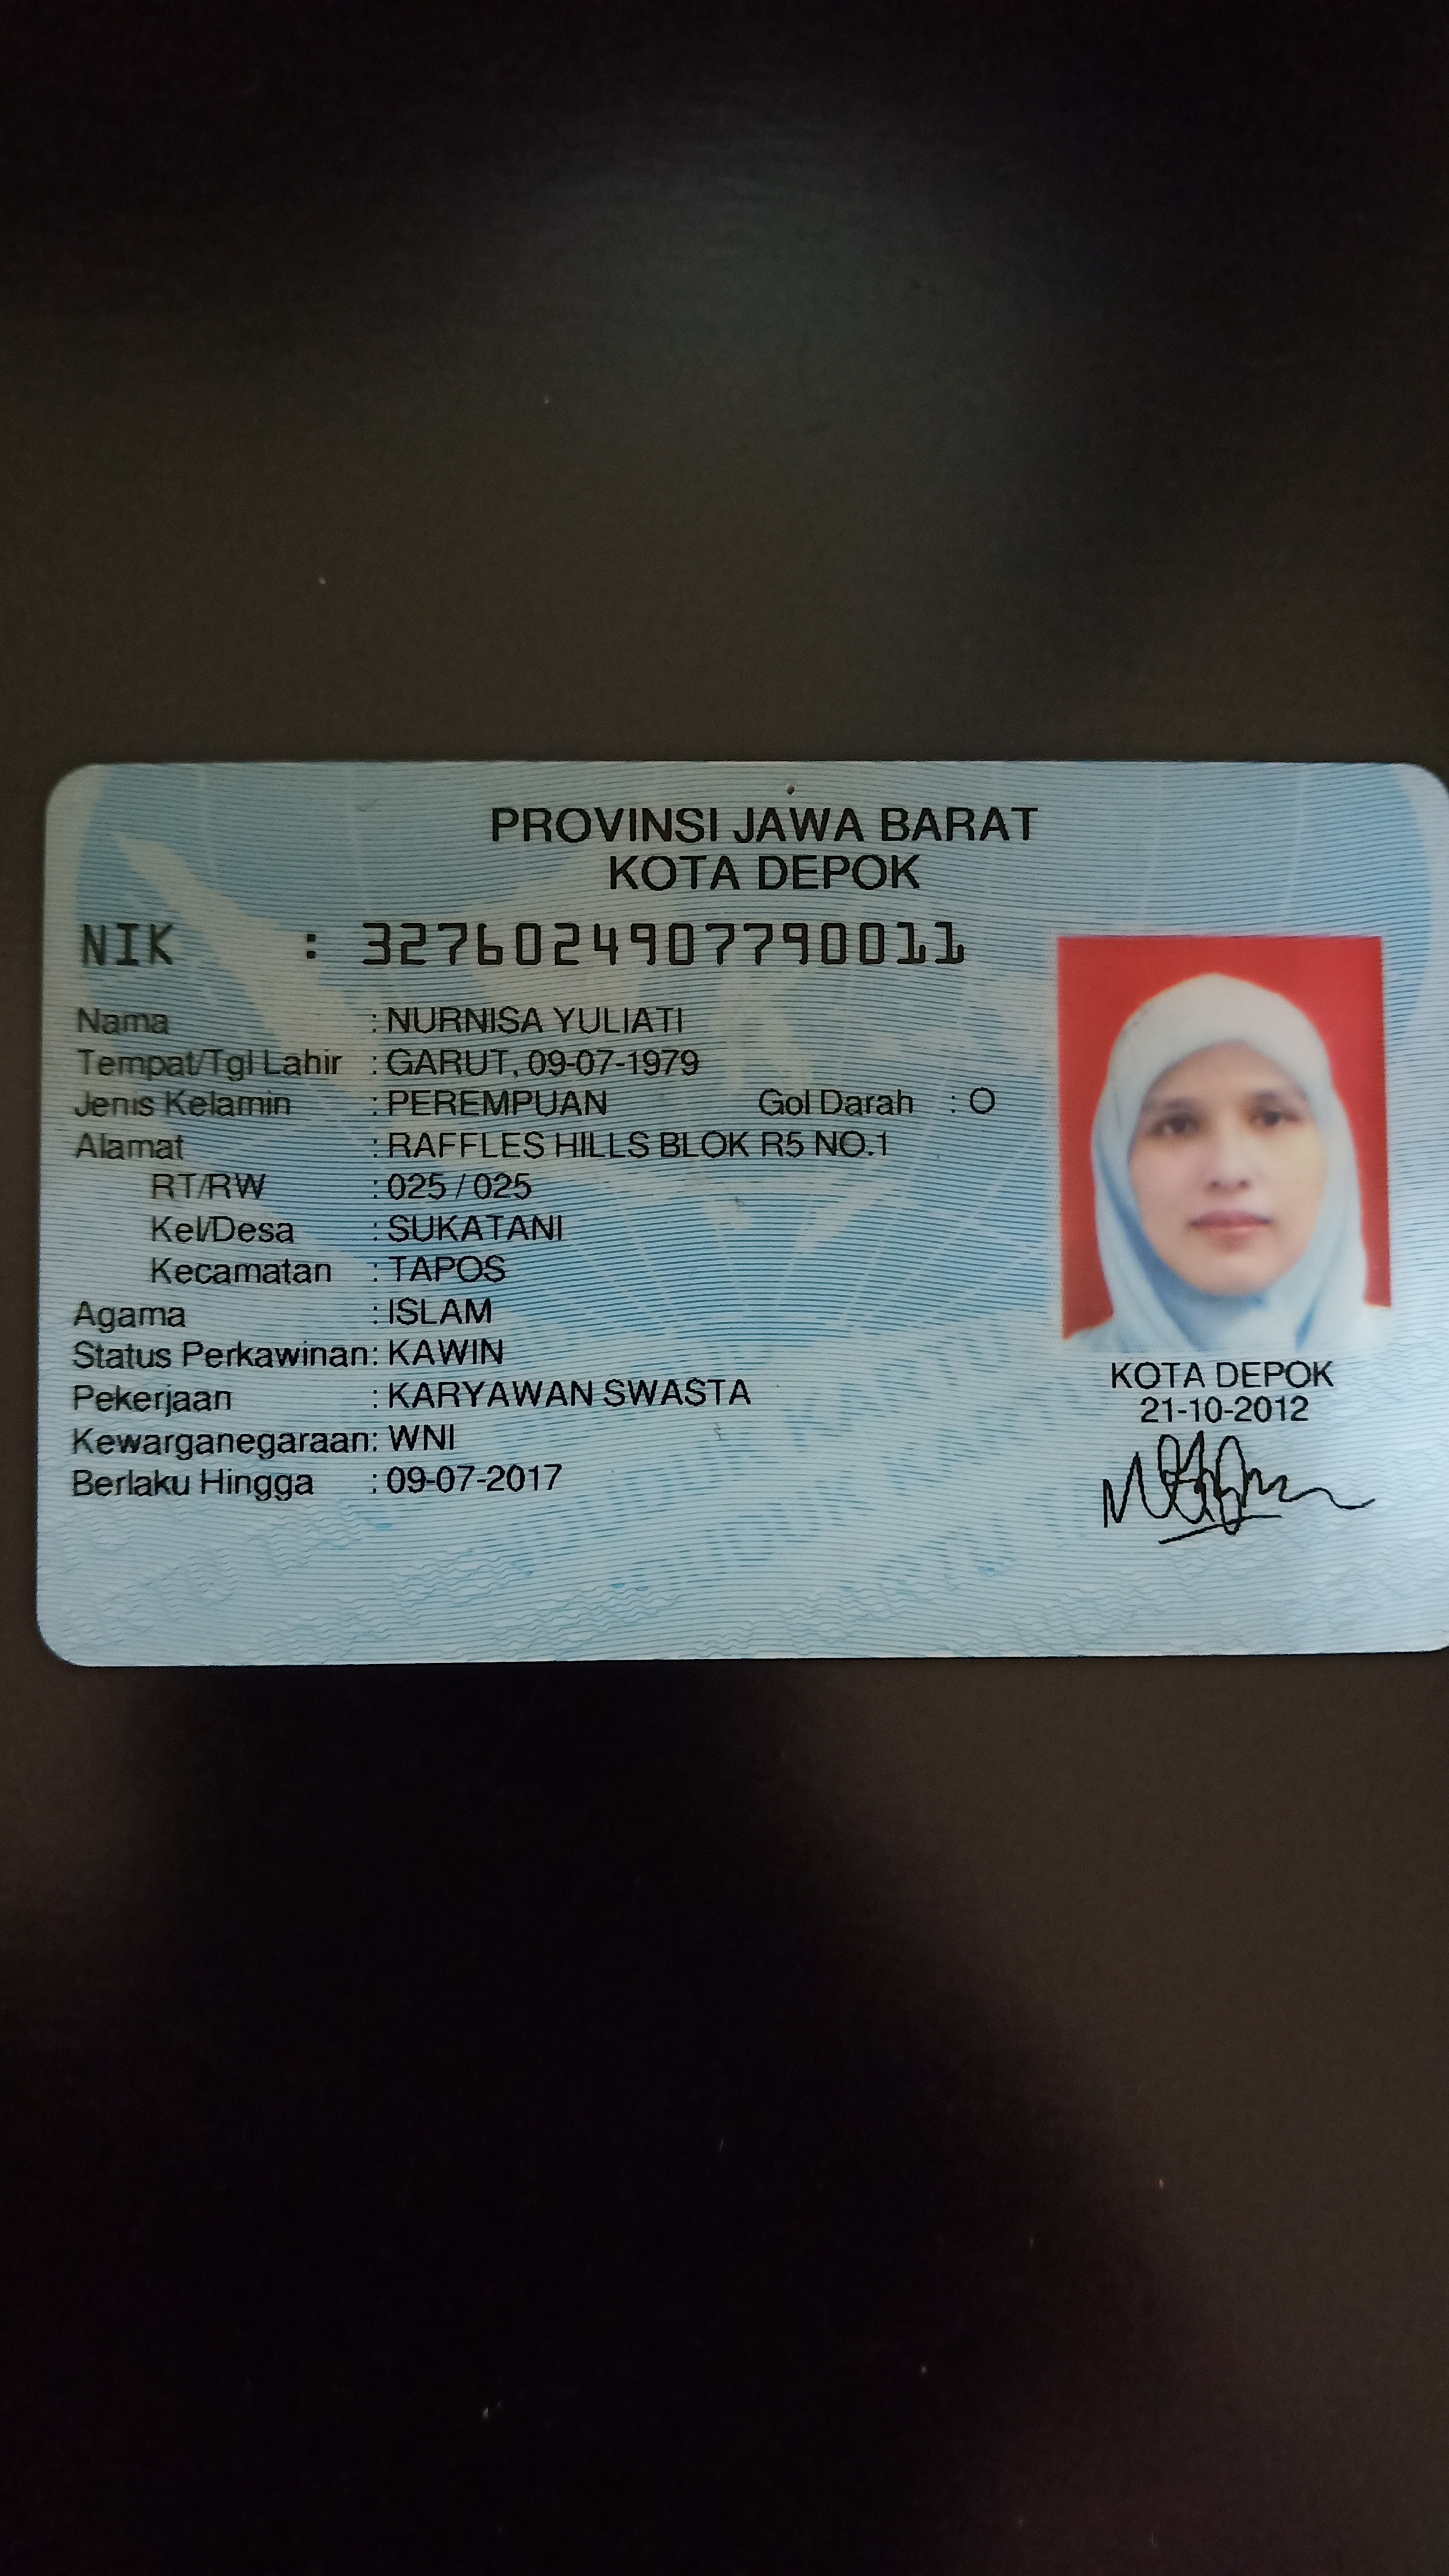 PROVINSI JAWA BARAT
KOTA DEPOK
NIK : 3276024907790011
Nama : NURNISA YULIATI
Tempat/Tgl Lahir : GARUT, 09-07-1979
Jenis Kelamin : PEREMPUAN Gol Darah : O
Alamat : RAFFLES HILLS BLOK R5 NO.1
RT/RW : 025 / 025
Kel/Desa : SUKATANI
Kecamatan : TAPOS
Agama : ISLAM
Status Perkawinan: KAWIN
Pekerjaan : KARYAWAN SWASTA
Kewarganegaraan: WNI
Berlaku Hingga : 09-07-2017
KOTA DEPOK
21-10-2012